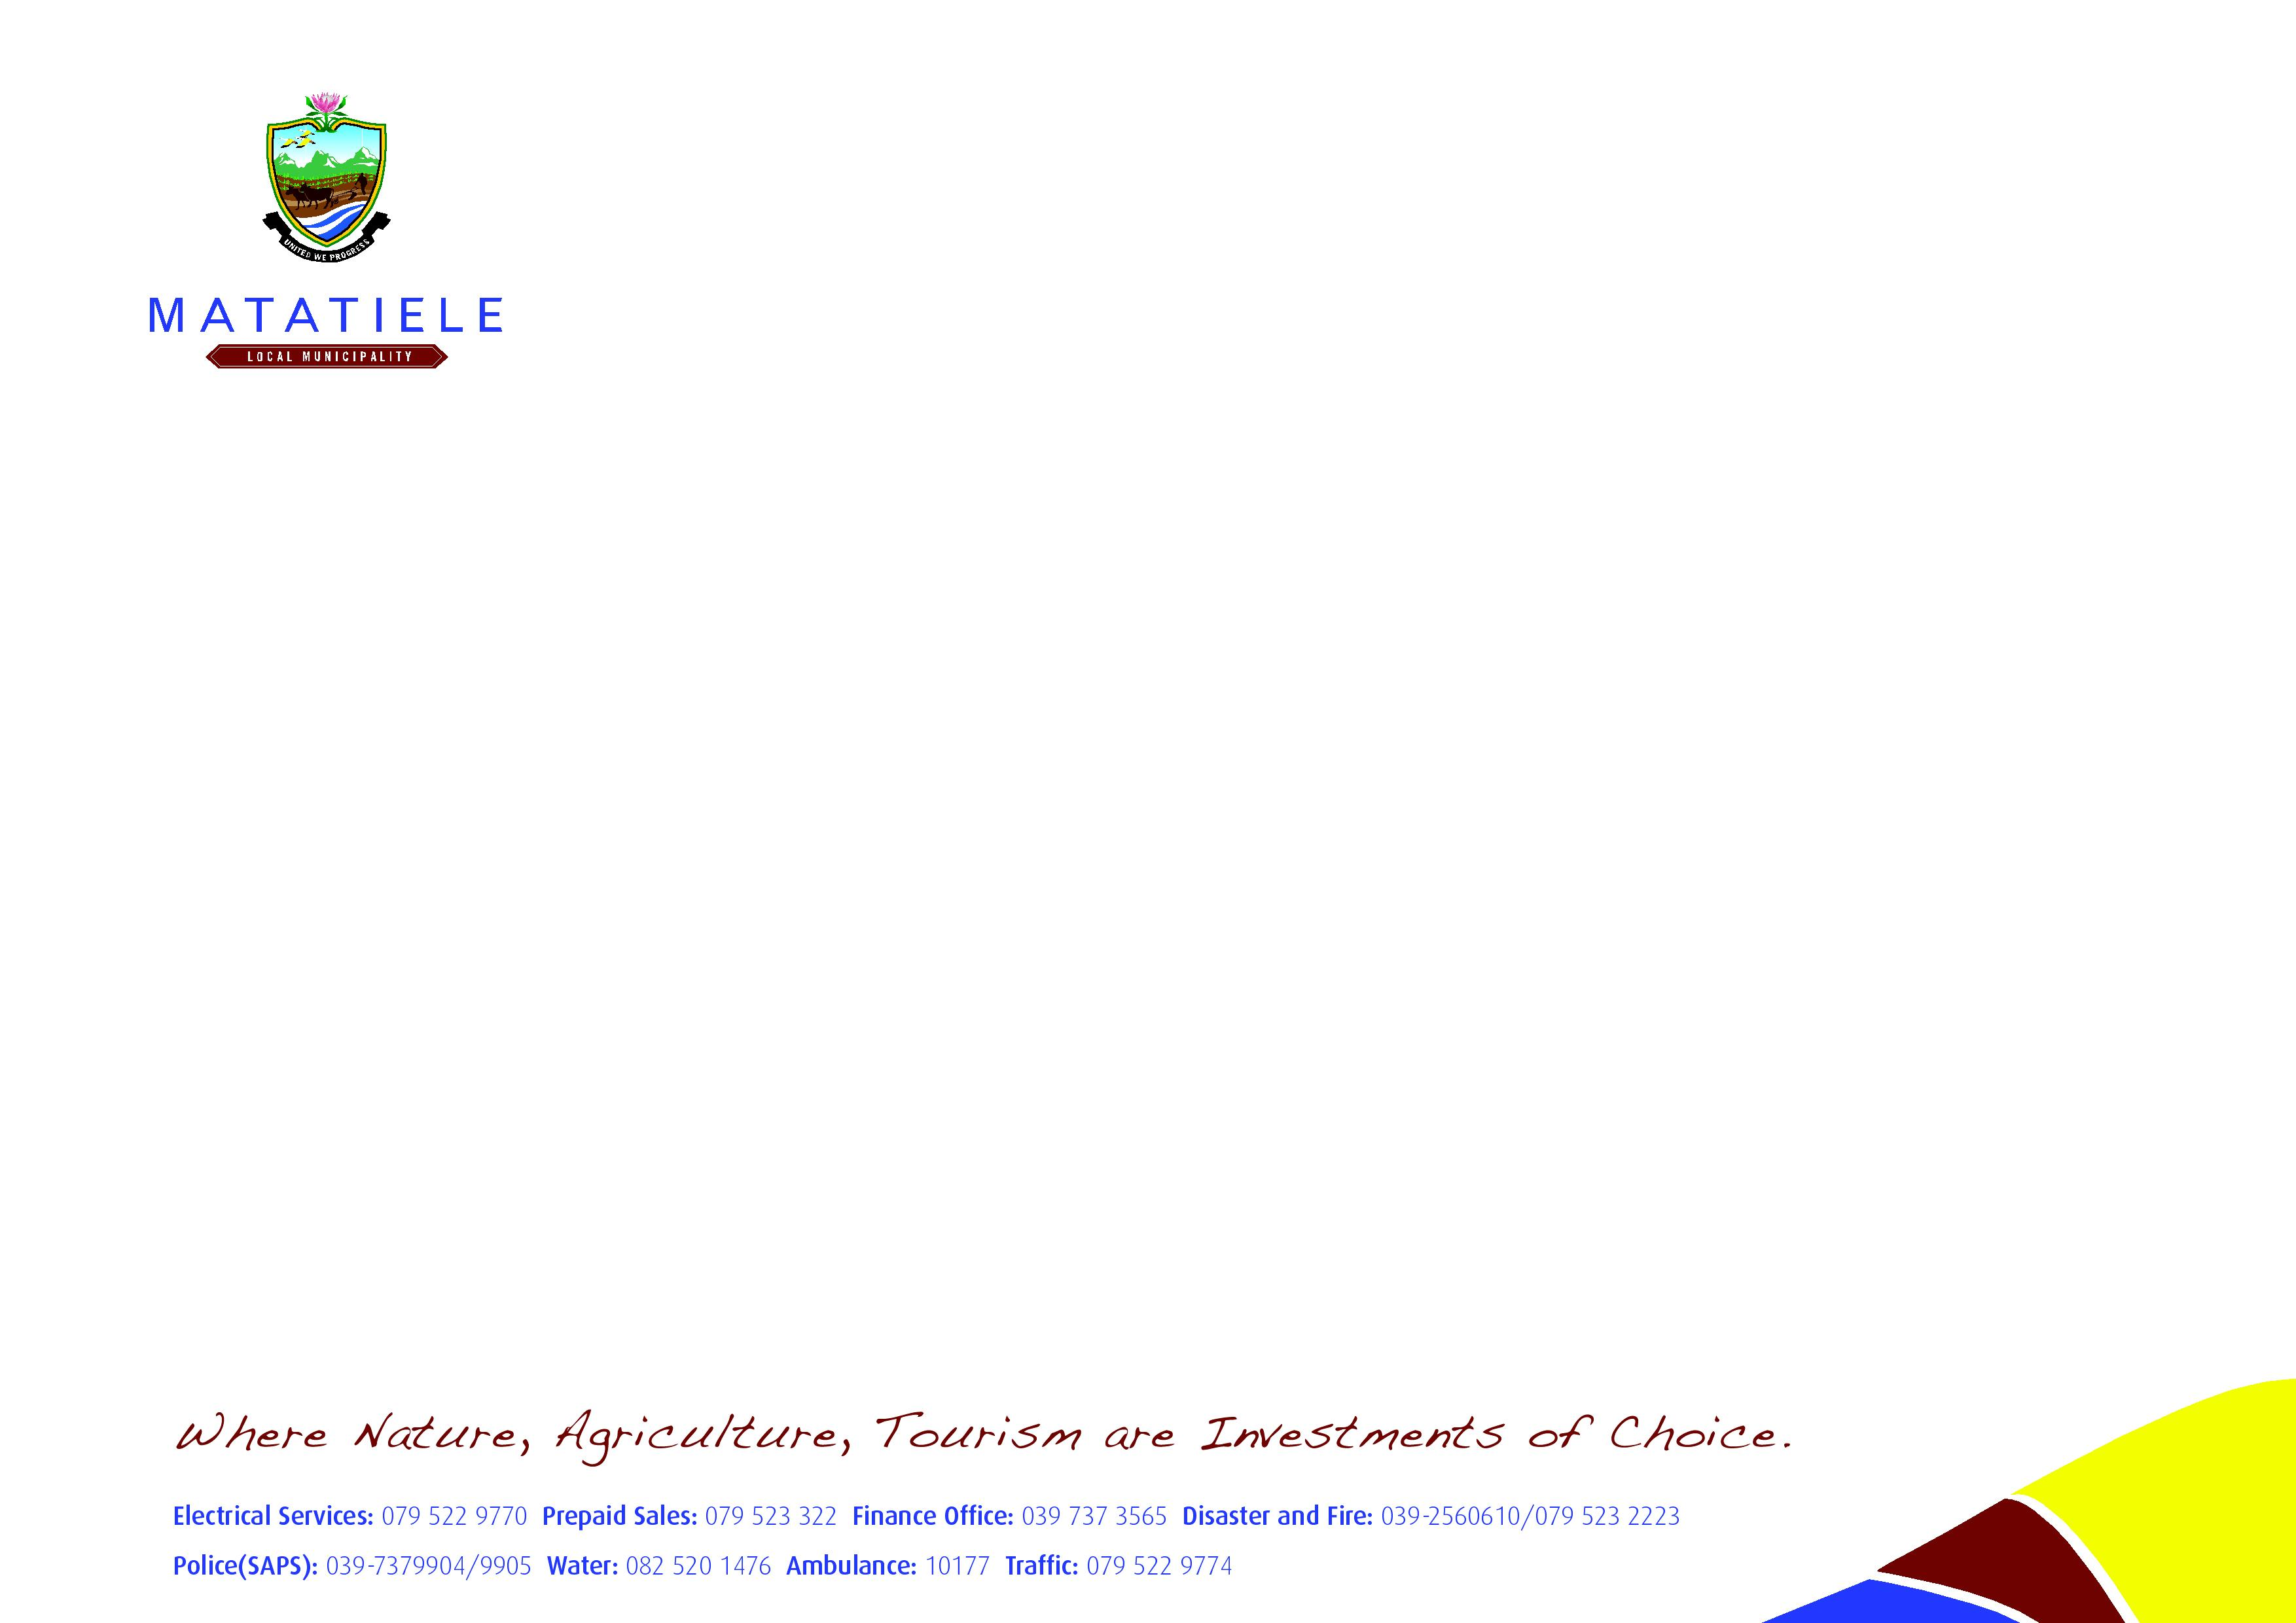 UNITED WE PROGRESS
MATATIELE
LOCAL MUNICIPALITY
Where Nature, Agriculture, Tourism are Investments of Choice.
Electrical Services: 079 522 9770 Prepaid Sales: 079 523 322 Finance Office: 039 737 3565 Disaster and Fire: 039-2560610/079 523 2223
Police(SAPS): 039-7379904/9905 Water: 082 520 1476 Ambulance: 10177 Traffic: 079 522 9774